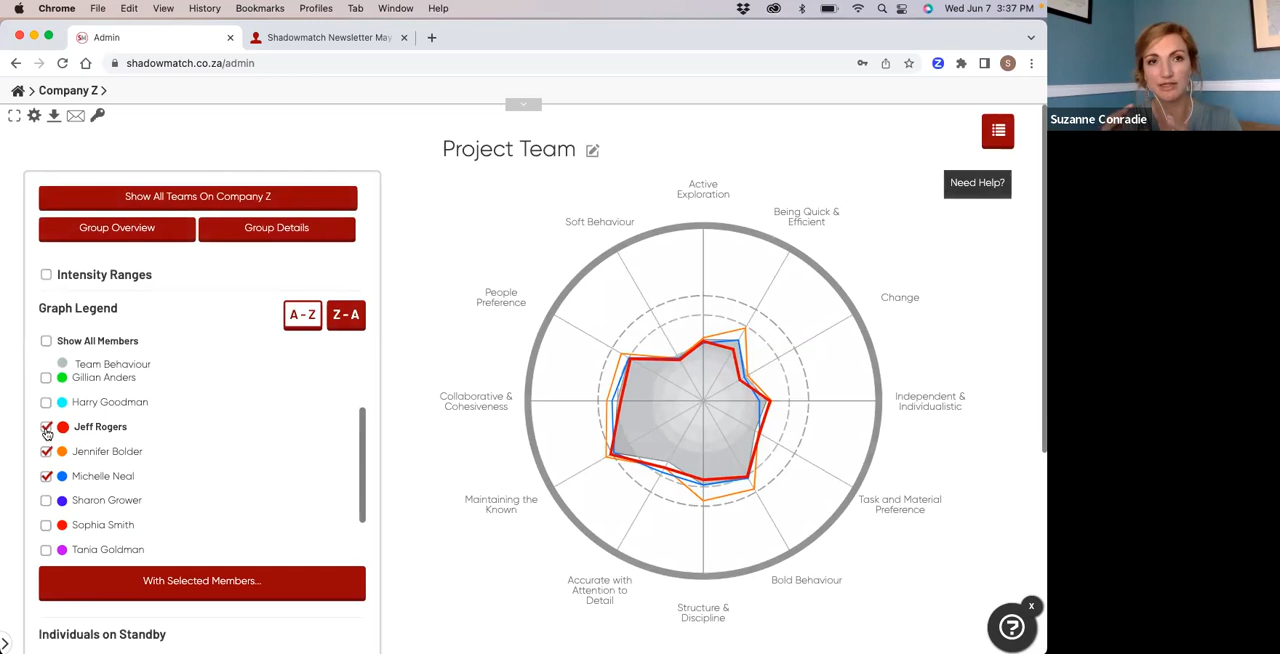 Chrome File Edit View History Bookmarks Profiles Tab Window Help
Wed Jun 7 3:37 PM
Admin
Shadowmatch Newsletter May
shadowmatch.co.za/admin
S
Company Z >
Project Team
Need Help?
Show All Teams On Company Z
Group Overview
Group Details
Intensity Ranges
Graph Legend
A - Z
Z - A
Show All Members
Team Behaviour
Gillian Anders
Harry Goodman
Jeff Rogers
Jennifer Bolder
Michelle Neal
Sharon Grower
Sophia Smith
Tania Goldman
With Selected Members...
Individuals on Standby
Active
Exploration
Being Quick &
Efficient
Change
Independent &
Individualistic
Task and Material
Preference
Bold Behaviour
Structure &
Discipline
Accurate with
Attention to
Detail
Maintaining the
Known
Collaborative &
Cohesiveness
People
Preference
Soft Behaviour
x
?
Suzanne Conradie